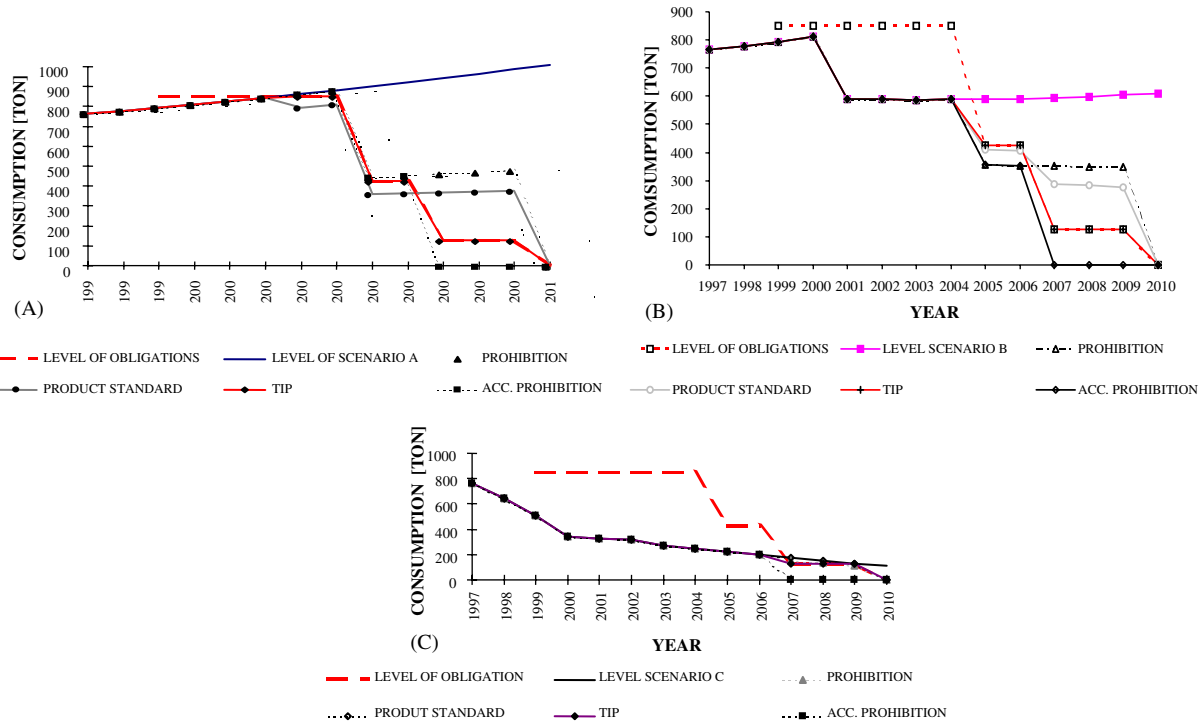 CONSUMPTION [TON]
1000
900
800
700
600
500
400
300
200
100
0
199 199 199 200 200 200 200 200 200 200 200 200 200 201
(A)
LEVEL OF OBLIGATIONS LEVEL OF SCENARIO A PROHIBITION
PRODUCT STANDARD TIP ACC. PROHIBITION
COMSUMPTION [TON]
900
800
700
600
500
400
300
200
100
0
1997 1998 1999 2000 2001 2002 2003 2004 2005 2006 2007 2008 2009 2010
YEAR
(B)
LEVEL OF OBLIGATIONS LEVEL SCENARIO B PROHIBITION
PRODUCT STANDARD TIP ACC. PROHIBITION
CONSUMPTION [TON]
1000
800
600
400
200
0
1997 1998 1999 2000 2001 2002 2003 2004 2005 2006 2007 2008 2009 2010
YEAR
(C)
LEVEL OF OBLIGATION LEVEL SCENARIO C PROHIBITION
PRODUT STANDARD TIP ACC. PROHIBITION